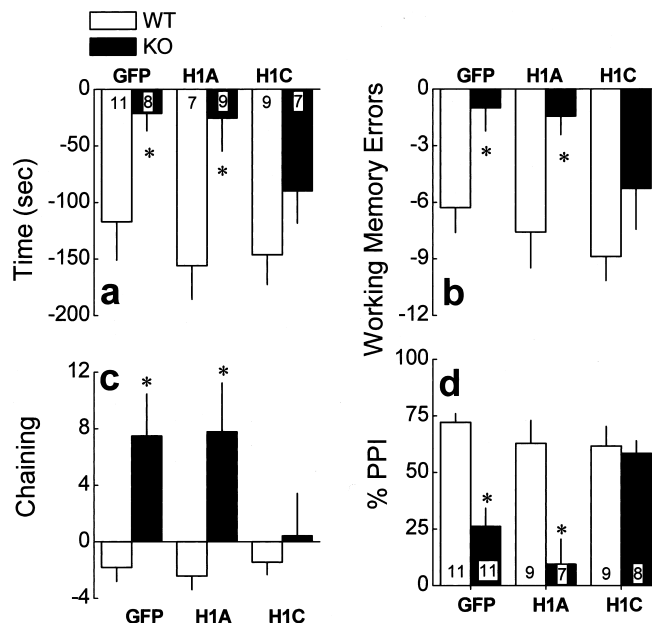 WT
KO
GFP H1A H1C
0
-50
-100
-150
-200
Time (sec)
11 8 7 9 9 7
* *
a
GFP H1A H1C
0
-3
-6
-9
-12
Working Memory Errors
* *
b
12
8
4
0
-4
Chaining
c
* *
GFP H1A H1C
100
75
50
25
0
% PPI
d
* *
11 11 9 7 9 8
GFP H1A H1C